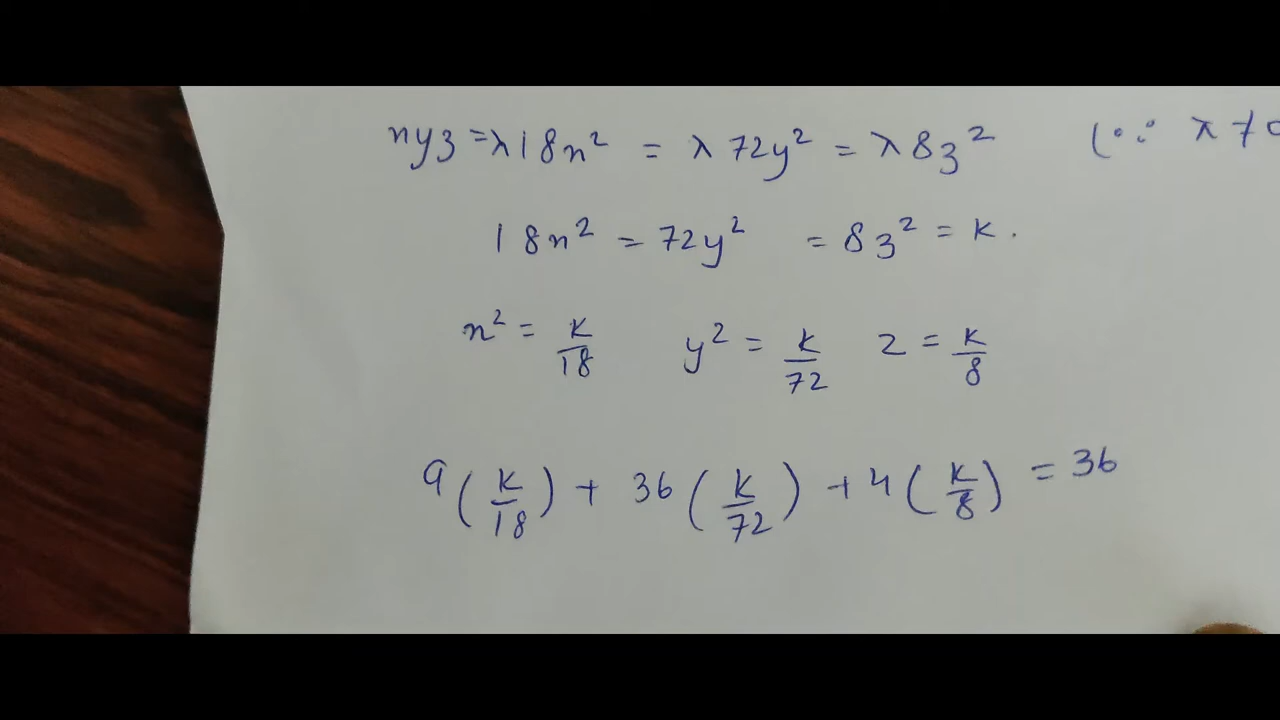 xyz = λ18x² = λ72y² = λ8z² (∵ λ≠0
18x² = 72y² = 8z² = K.
x² = K/18 y² = K/72 z = K/8
9(K/18) + 36(K/72) + 4(K/8) = 36